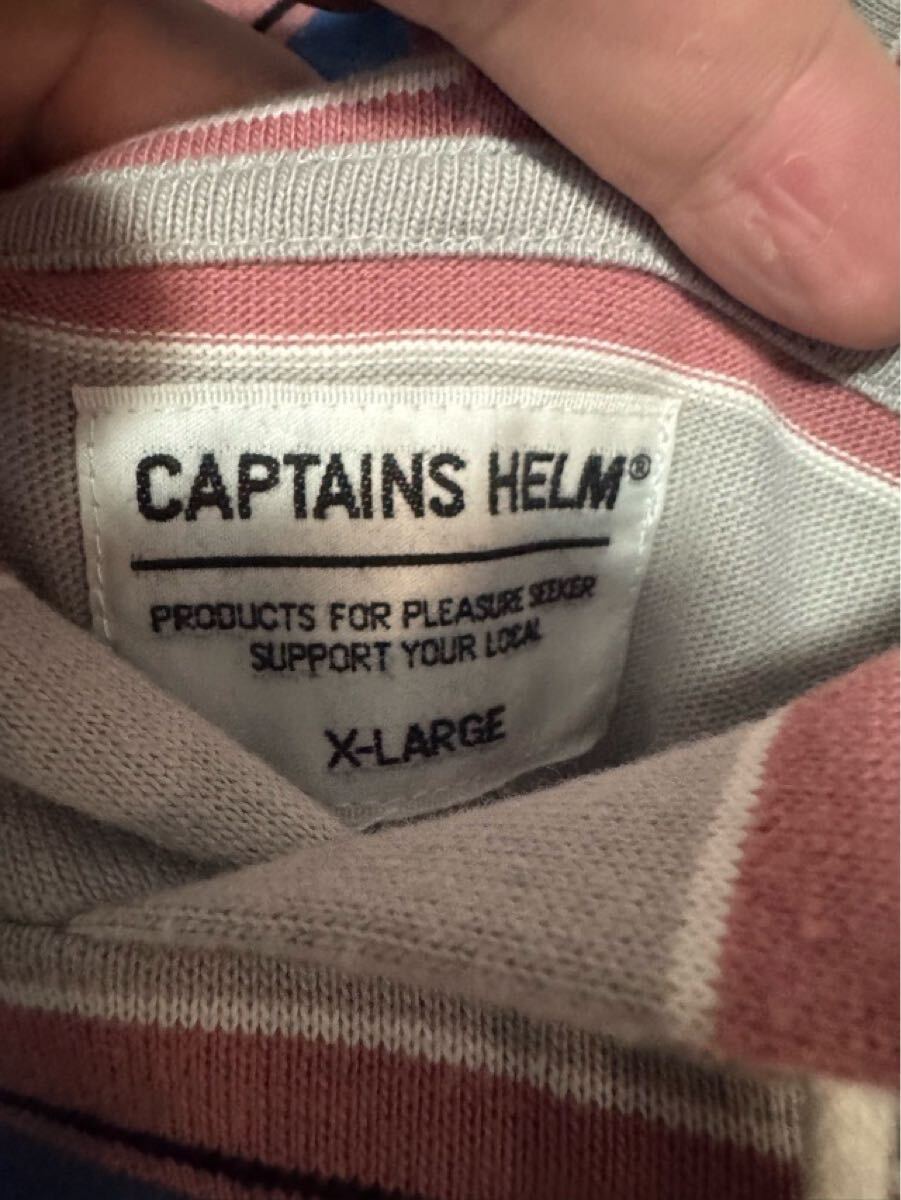 CAPTAINS HELM®
PRODUCTS FOR PLEASURE SEEKER
SUPPORT YOUR LOCAL
X-LARGE